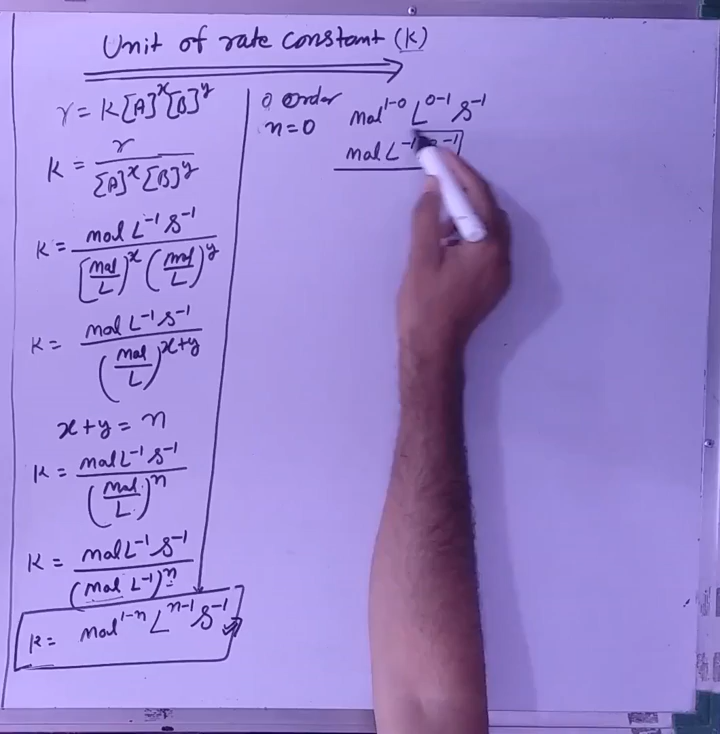 Unit of rate constant (K)
r = K[A]^x[B]^y
K = r / [A]^x [B]^y
K = mol L^-1 S^-1 / [mol/L]^x (mol/L)^y
K = mol L^-1 S^-1 / (mol/L)^x+y
x+y = n
K = mol L^-1 S^-1 / (mol/L)^n
K = mol L^-1 S^-1 / (mol L^-1)^n
K = mol^1-n L^n-1 S^-1
0 order
n=0
mol^1-0 L^0-1 S^-1
mol L^-1